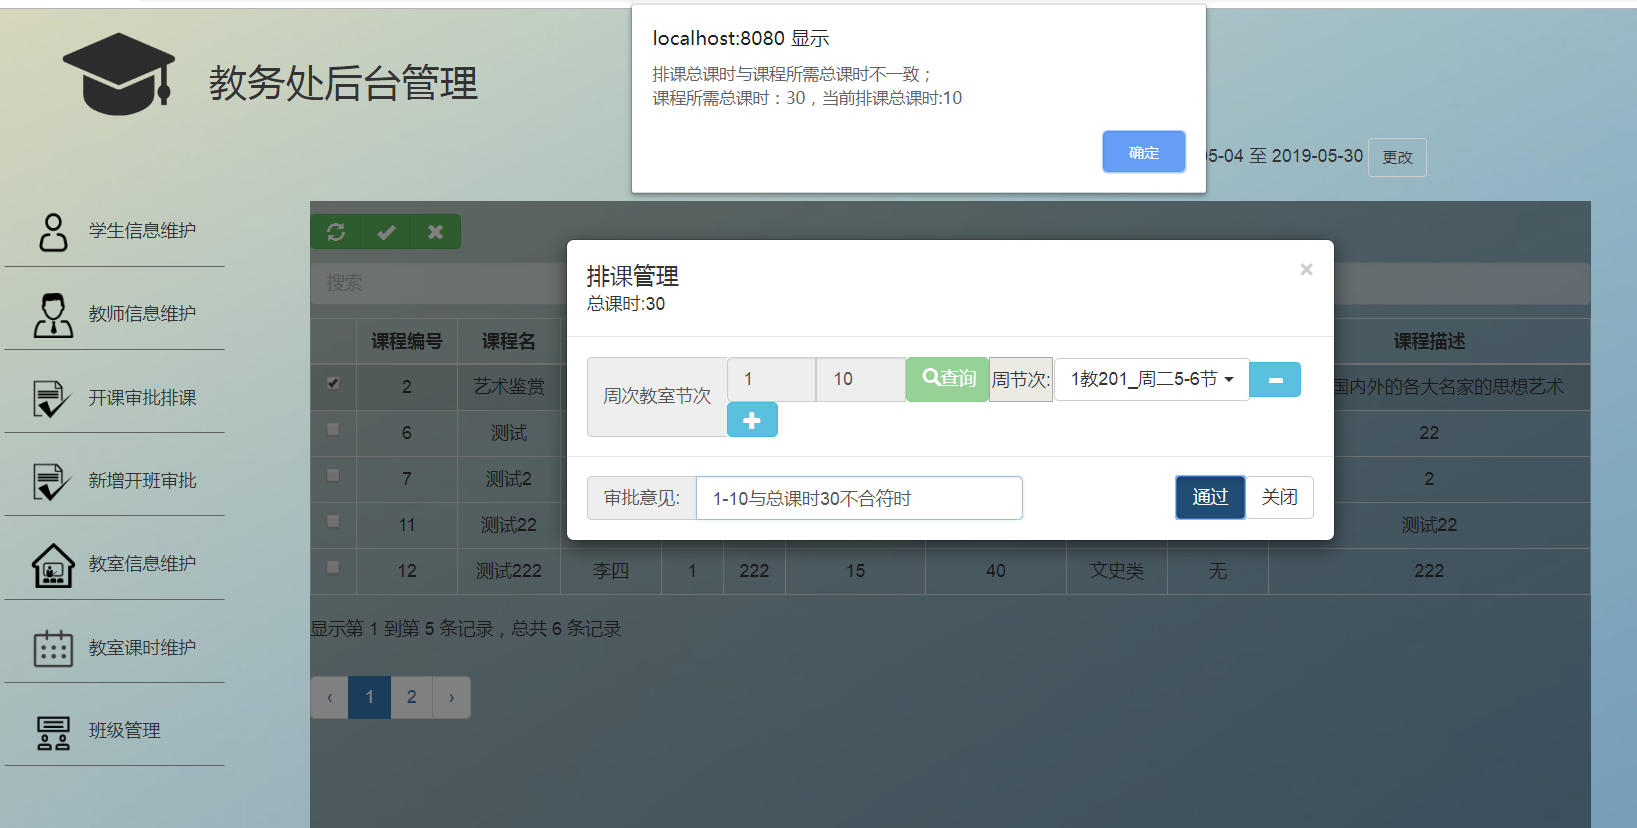 localhost:8080 显示
排课总课时与课程所需总课时不一致；
课程所需总课时：30，当前排课总课时:10
确定
教务处后台管理
05-04 至 2019-05-30 更改
学生信息维护
教师信息维护
开课审批排课
新增开班审批
教室信息维护
教室课时维护
班级管理
搜索
排课管理
×
总课时:30
课程编号 课程名 课程描述
2 艺术鉴赏 国内外的各大名家的思想艺术
6 测试 22
7 测试2 2
11 测试22 测试22
12 测试222 李四 1 222 15 40 文史类 无 222
周次教室节次 1 10 查询 周节次: 1教201_周二5-6节
审批意见: 1-10与总课时30不合符时 通过 关闭
显示第 1 到第 5 条记录，总共 6 条记录
‹ 1 2 ›